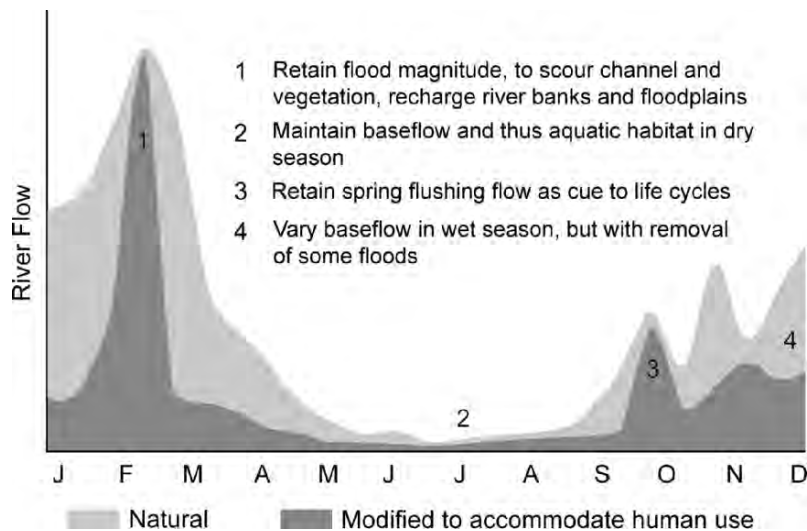 1 Retain flood magnitude, to scour channel and
vegetation, recharge river banks and floodplains
2 Maintain baseflow and thus aquatic habitat in dry
season
3 Retain spring flushing flow as cue to life cycles
4 Vary baseflow in wet season, but with removal
of some floods
River Flow
1
2
3
4
J F M A M J J A S O N D
Natural
Modified to accommodate human use